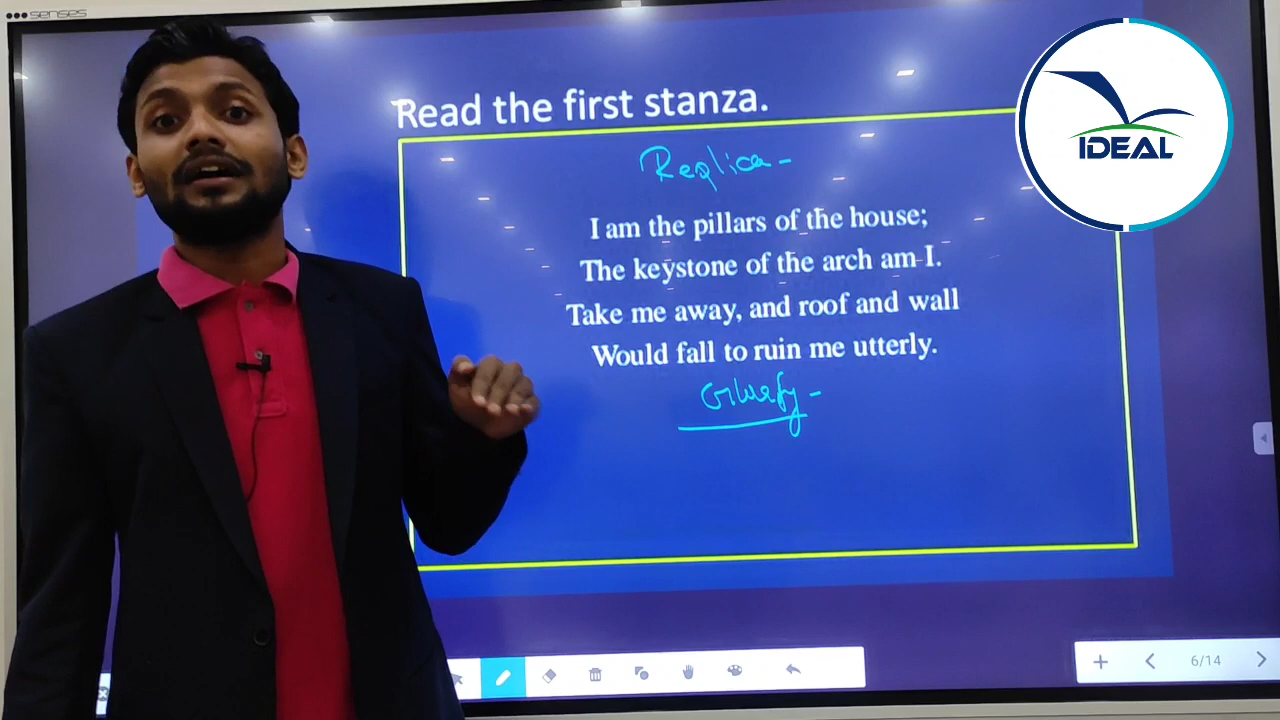 senses
Read the first stanza.
IDEAL
Replica -
I am the pillars of the house;
The keystone of the arch am I.
Take me away, and roof and wall
Would fall to ruin me utterly.
6/14